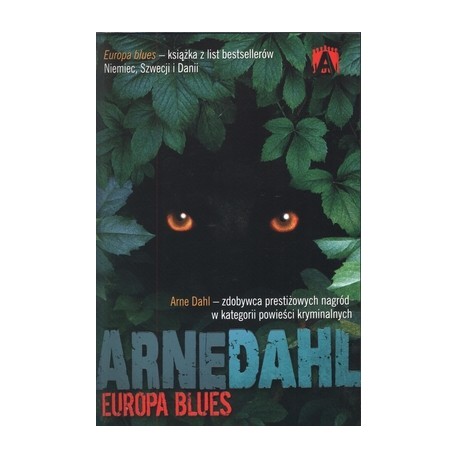 Europa blues – książka z list bestsellerów
Niemiec, Szwecji i Danii
A
Arne Dahl – zdobywca prestiżowych nagród
w kategorii powieści kryminalnych
ARNEDAHL
EUROPA BLUES